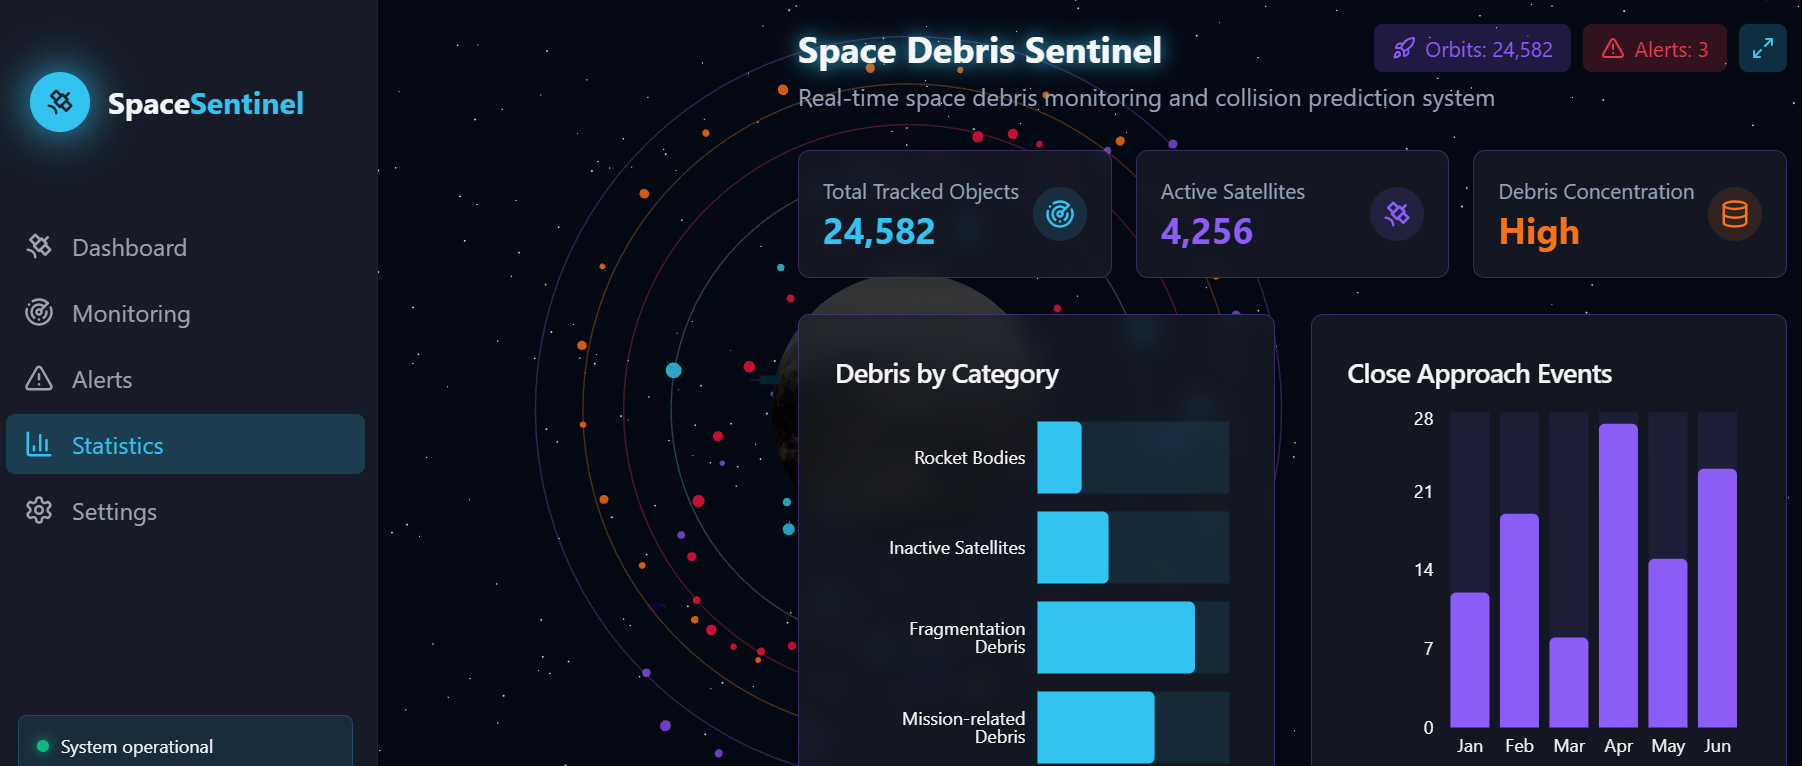 SpaceSentinel
Dashboard
Monitoring
Alerts
Statistics
Settings
System operational
Space Debris Sentinel
Real-time space debris monitoring and collision prediction system
Orbits: 24,582
Alerts: 3
Total Tracked Objects
24,582
Active Satellites
4,256
Debris Concentration
High
Debris by Category
Rocket Bodies
Inactive Satellites
Fragmentation
Debris
Mission-related
Debris
Close Approach Events
28
21
14
7
0
Jan Feb Mar Apr May Jun